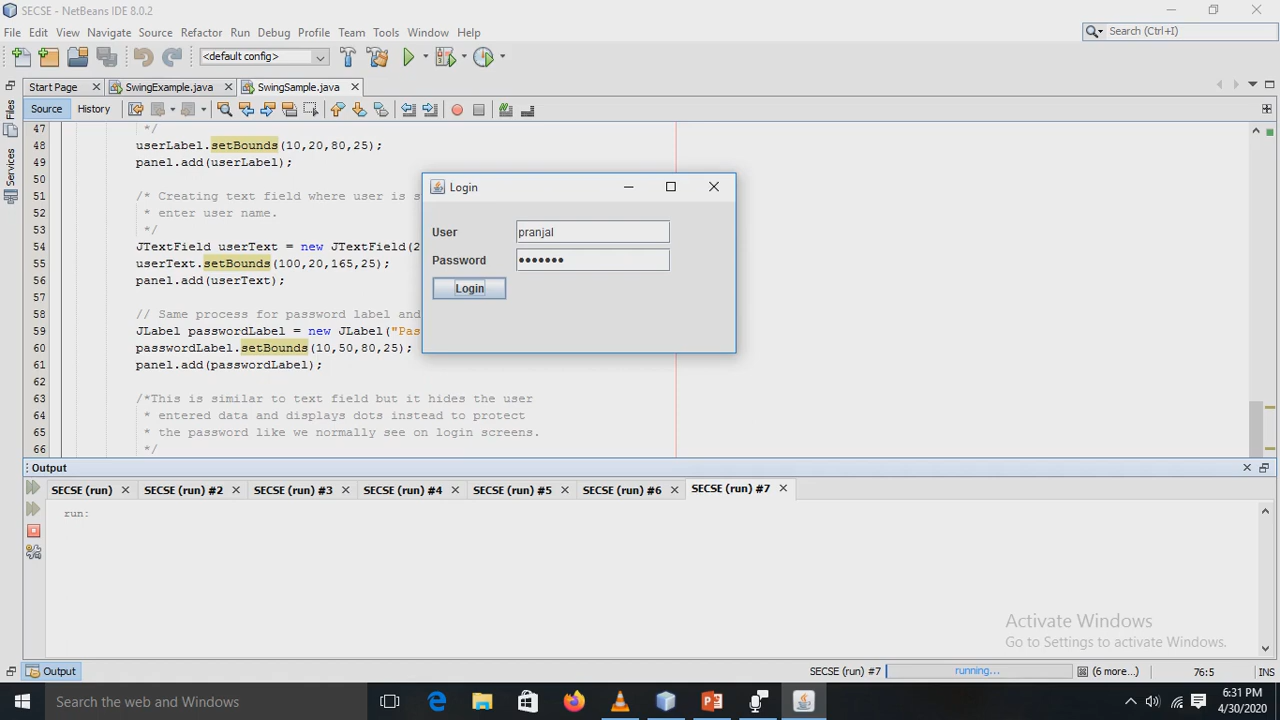 SECSE - NetBeans IDE 8.0.2
File Edit View Navigate Source Refactor Run Debug Profile Team Tools Window Help
Search (Ctrl+I)
<default config>
Start Page SwingExample.java SwingSample.java
Source History
Files
Services
47 */
48 userLabel.setBounds(10,20,80,25);
49 panel.add(userLabel);
50
51 /* Creating text field where user is s
52 * enter user name.
53 */
54 JTextField userText = new JTextField(2
55 userText.setBounds(100,20,165,25);
56 panel.add(userText);
57
58 // Same process for password label and
59 JLabel passwordLabel = new JLabel("Pas
60 passwordLabel.setBounds(10,50,80,25);
61 panel.add(passwordLabel);
62
63 /*This is similar to text field but it hides the user
64 * entered data and displays dots instead to protect
65 * the password like we normally see on login screens.
66 */
Login
User pranjal
Password •••••••
Login
Output
SECSE (run) SECSE (run) #2 SECSE (run) #3 SECSE (run) #4 SECSE (run) #5 SECSE (run) #6 SECSE (run) #7
run:
Activate Windows
Go to Settings to activate Windows.
Output SECSE (run) #7 running... (6 more...) 76:5 INS
Search the web and Windows
6:31 PM
4/30/2020